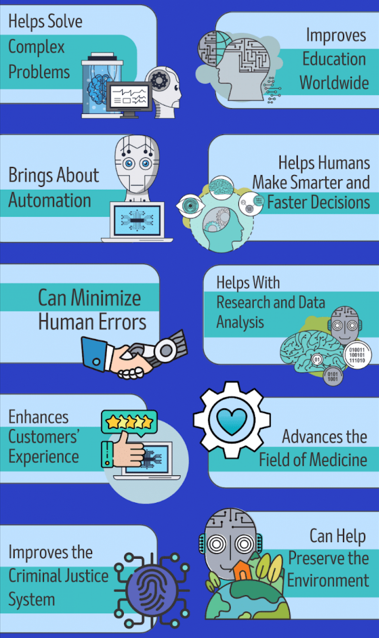 Helps Solve
Complex
Problems
Improves
Education
Worldwide
Brings About
Automation
Helps Humans
Make Smarter and
Faster Decisions
Can Minimize
Human Errors
Helps With
Research and Data
Analysis
01
010011
100101
111010
0101
1001
Enhances
Customers'
Experience
Advances the
Field of Medicine
Improves the
Criminal Justice
System
Can Help
Preserve the
Environment